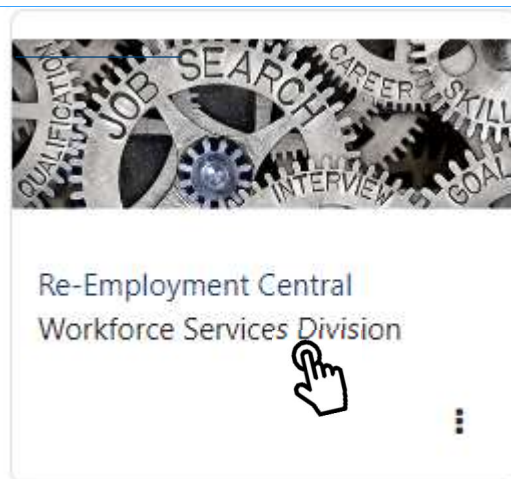 QUALIFICATION
JOB SEARCH
CAREER
SKILL
INTERVIEW
GOAL
Re-Employment Central
Workforce Services Division